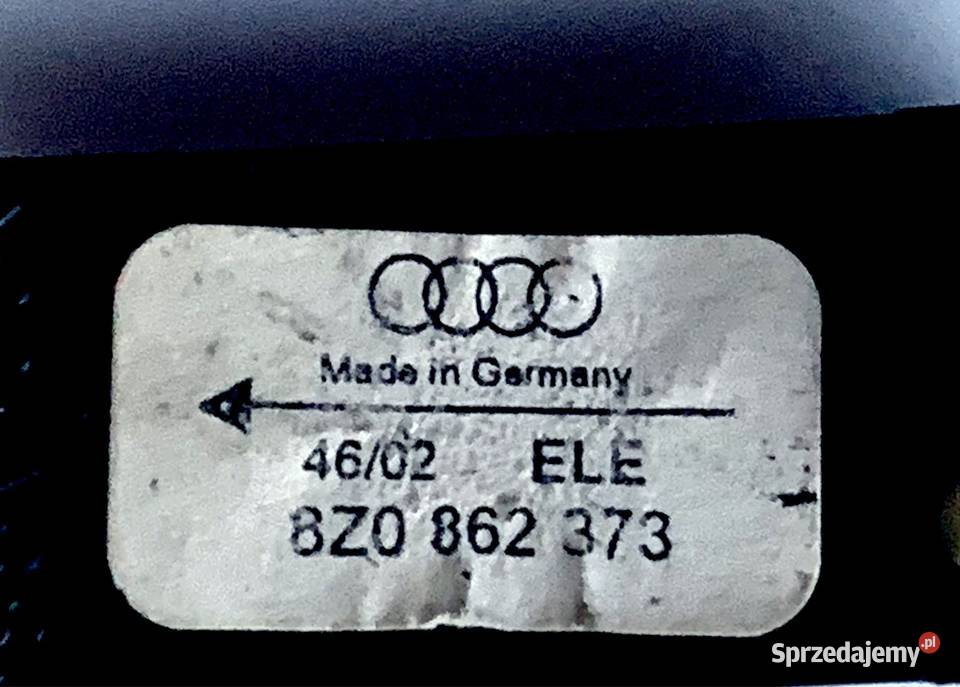 Made in Germany
46/02 ELE
8Z0 862 373
Sprzedajemy.pl